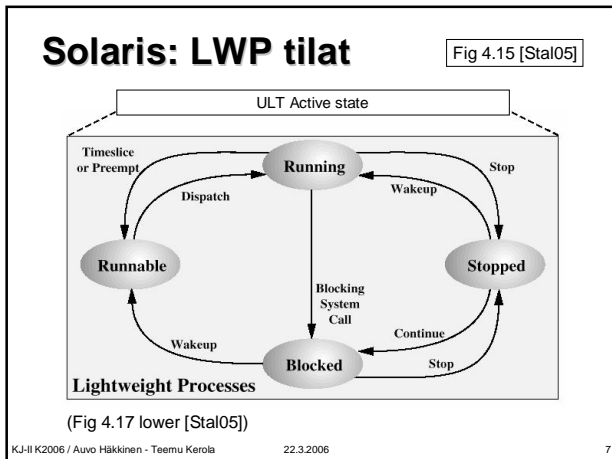 Solaris: LWP tilat
Fig 4.15 [Stal05]
ULT Active state
Timeslice
or Preempt
Running
Stop
Dispatch
Wakeup
Runnable
Stopped
Blocking
System
Call
Wakeup
Continue
Blocked
Stop
Lightweight Processes
(Fig 4.17 lower [Stal05])
KJ-II K2006 / Auvo Häkkinen - Teemu Kerola 22.3.2006 7